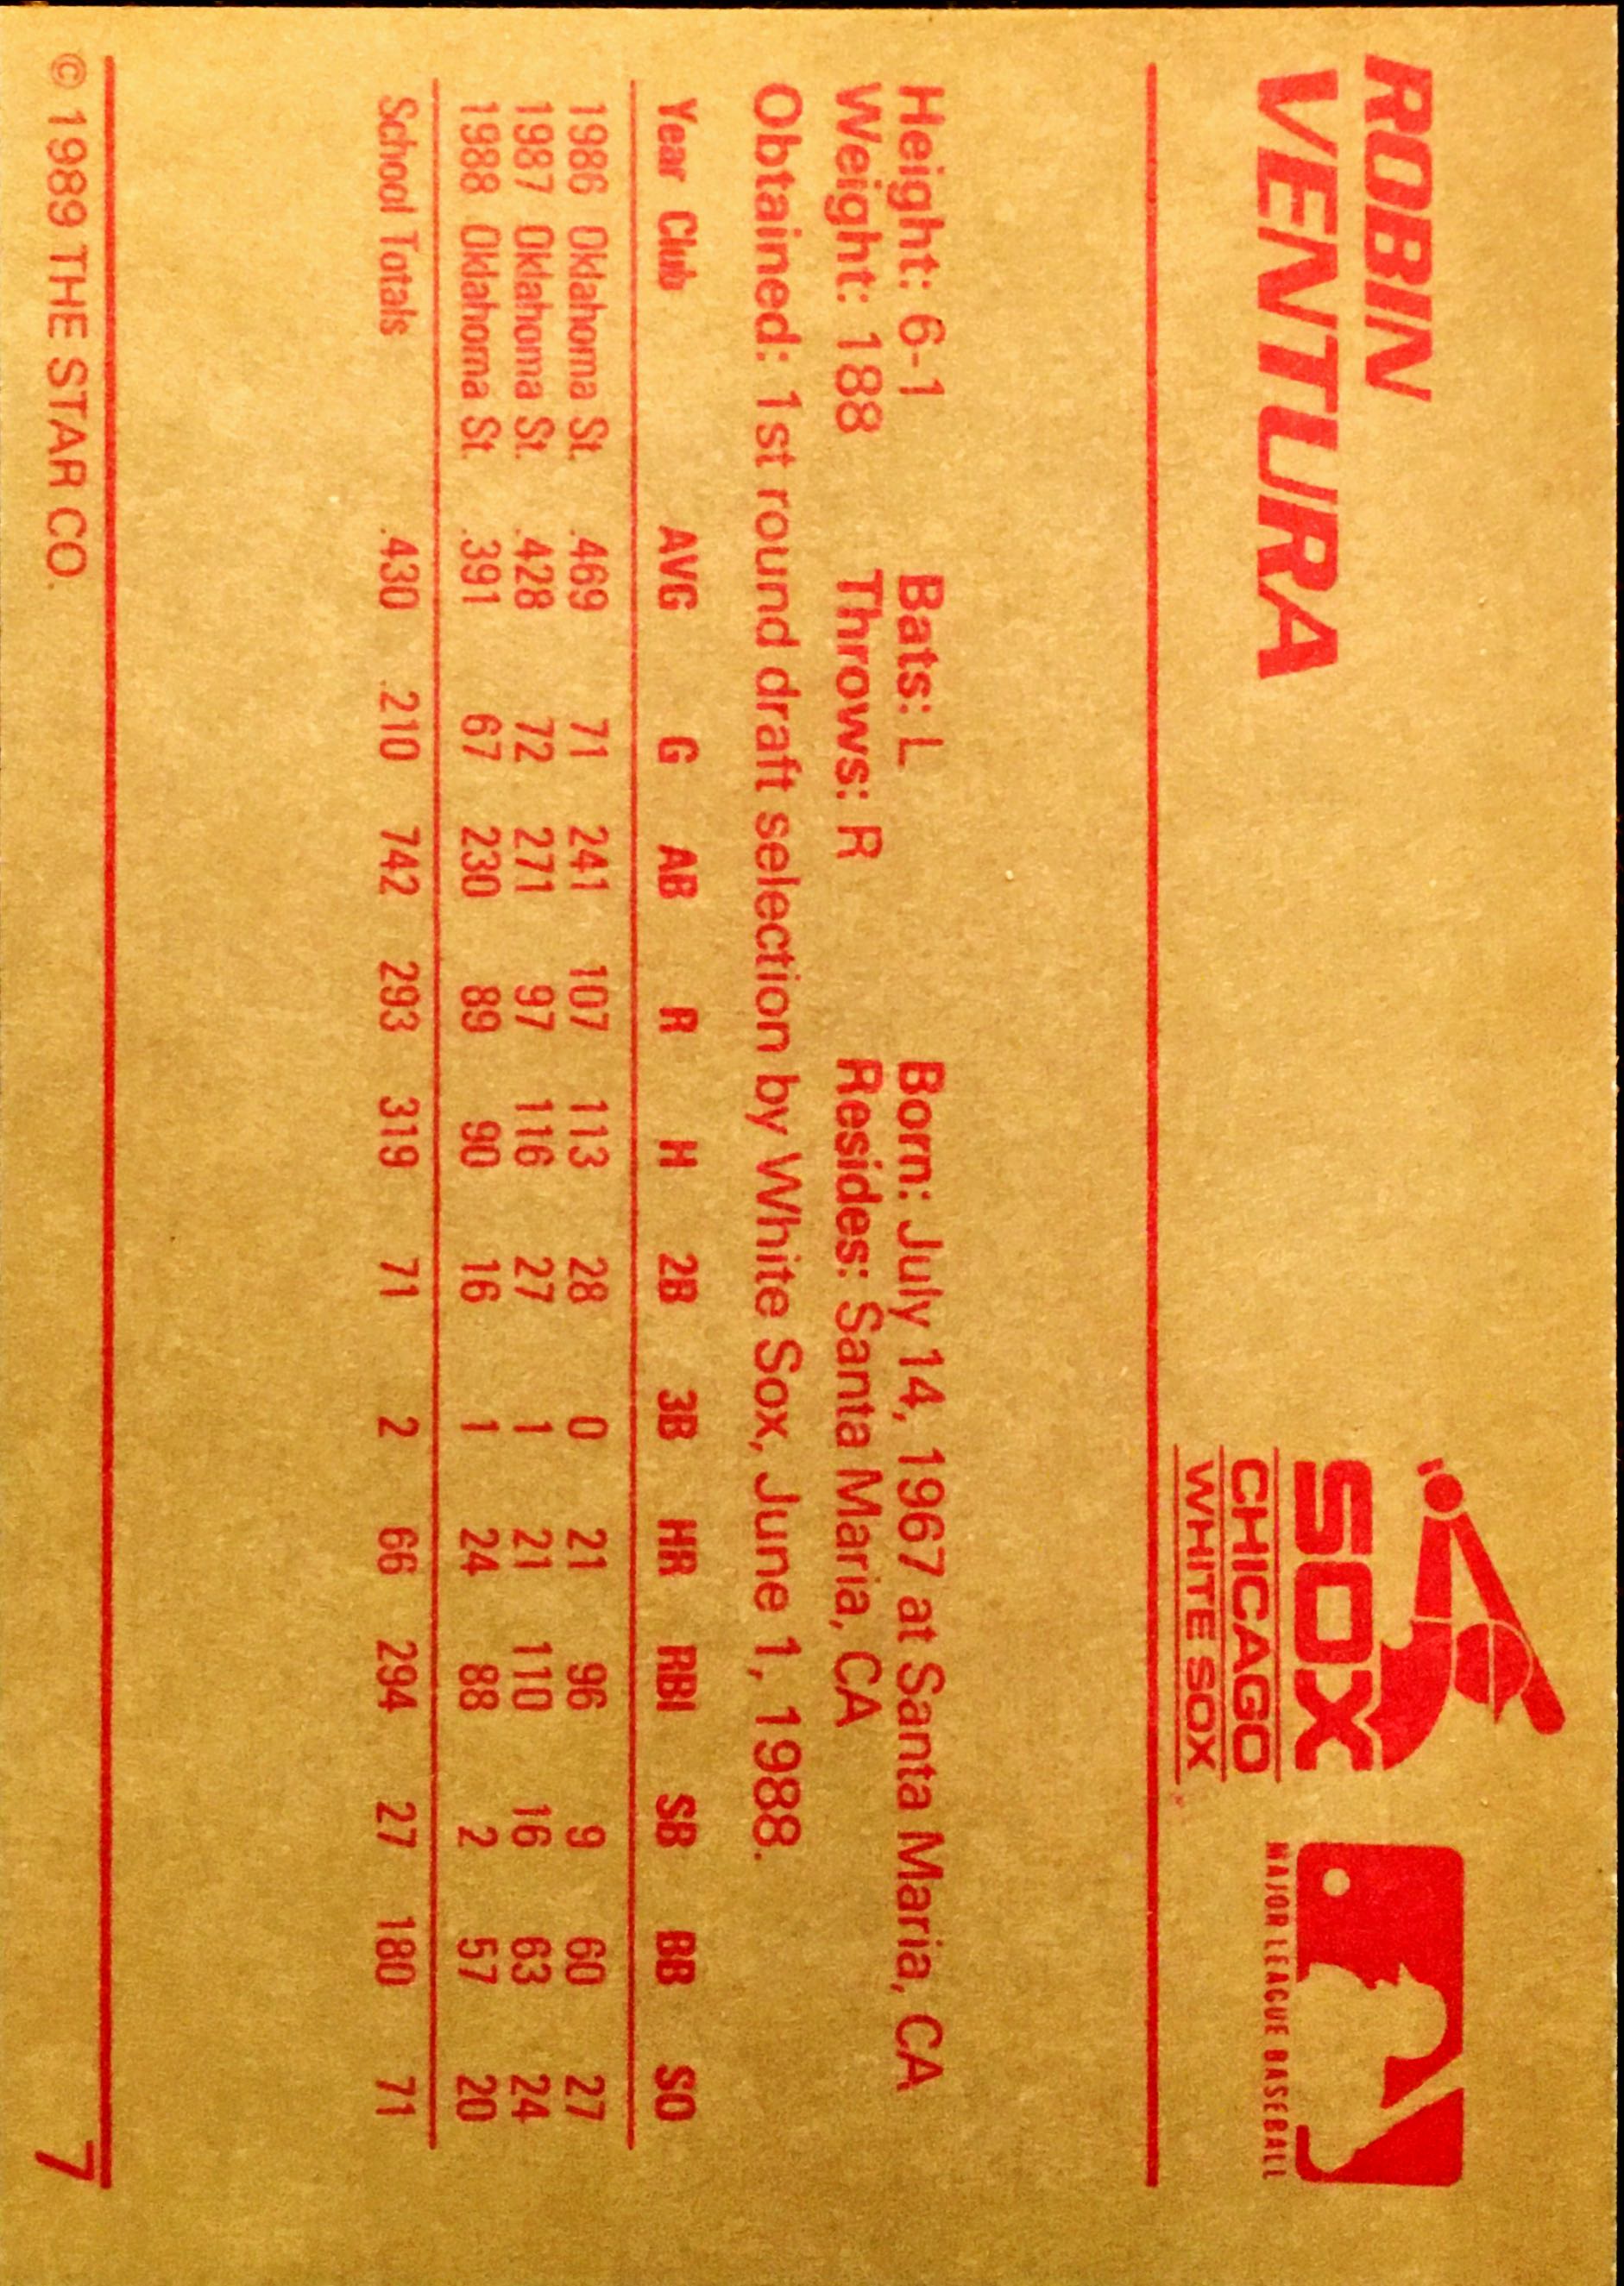 ROBIN
VENTURA
SOX
CHICAGO
WHITE SOX
MAJOR LEAGUE BASEBALL
Height: 6-1 Bats: L Born: July 14, 1967 at Santa Maria, CA
Weight: 188 Throws: R Resides: Santa Maria, CA
Obtained: 1st round draft selection by White Sox, June 1, 1988.
Year Club AVG G AB R H 2B 3B HR RBI SB BB SO
1986 Oklahoma St. .469 71 241 107 113 28 0 21 96 9 60 27
1987 Oklahoma St. .428 72 271 97 116 27 1 21 110 16 63 24
1988 Oklahoma St. .391 67 230 89 90 16 1 24 88 2 57 20
School Totals .430 .210 742 293 319 71 2 66 294 27 180 71
© 1989 THE STAR CO. 7